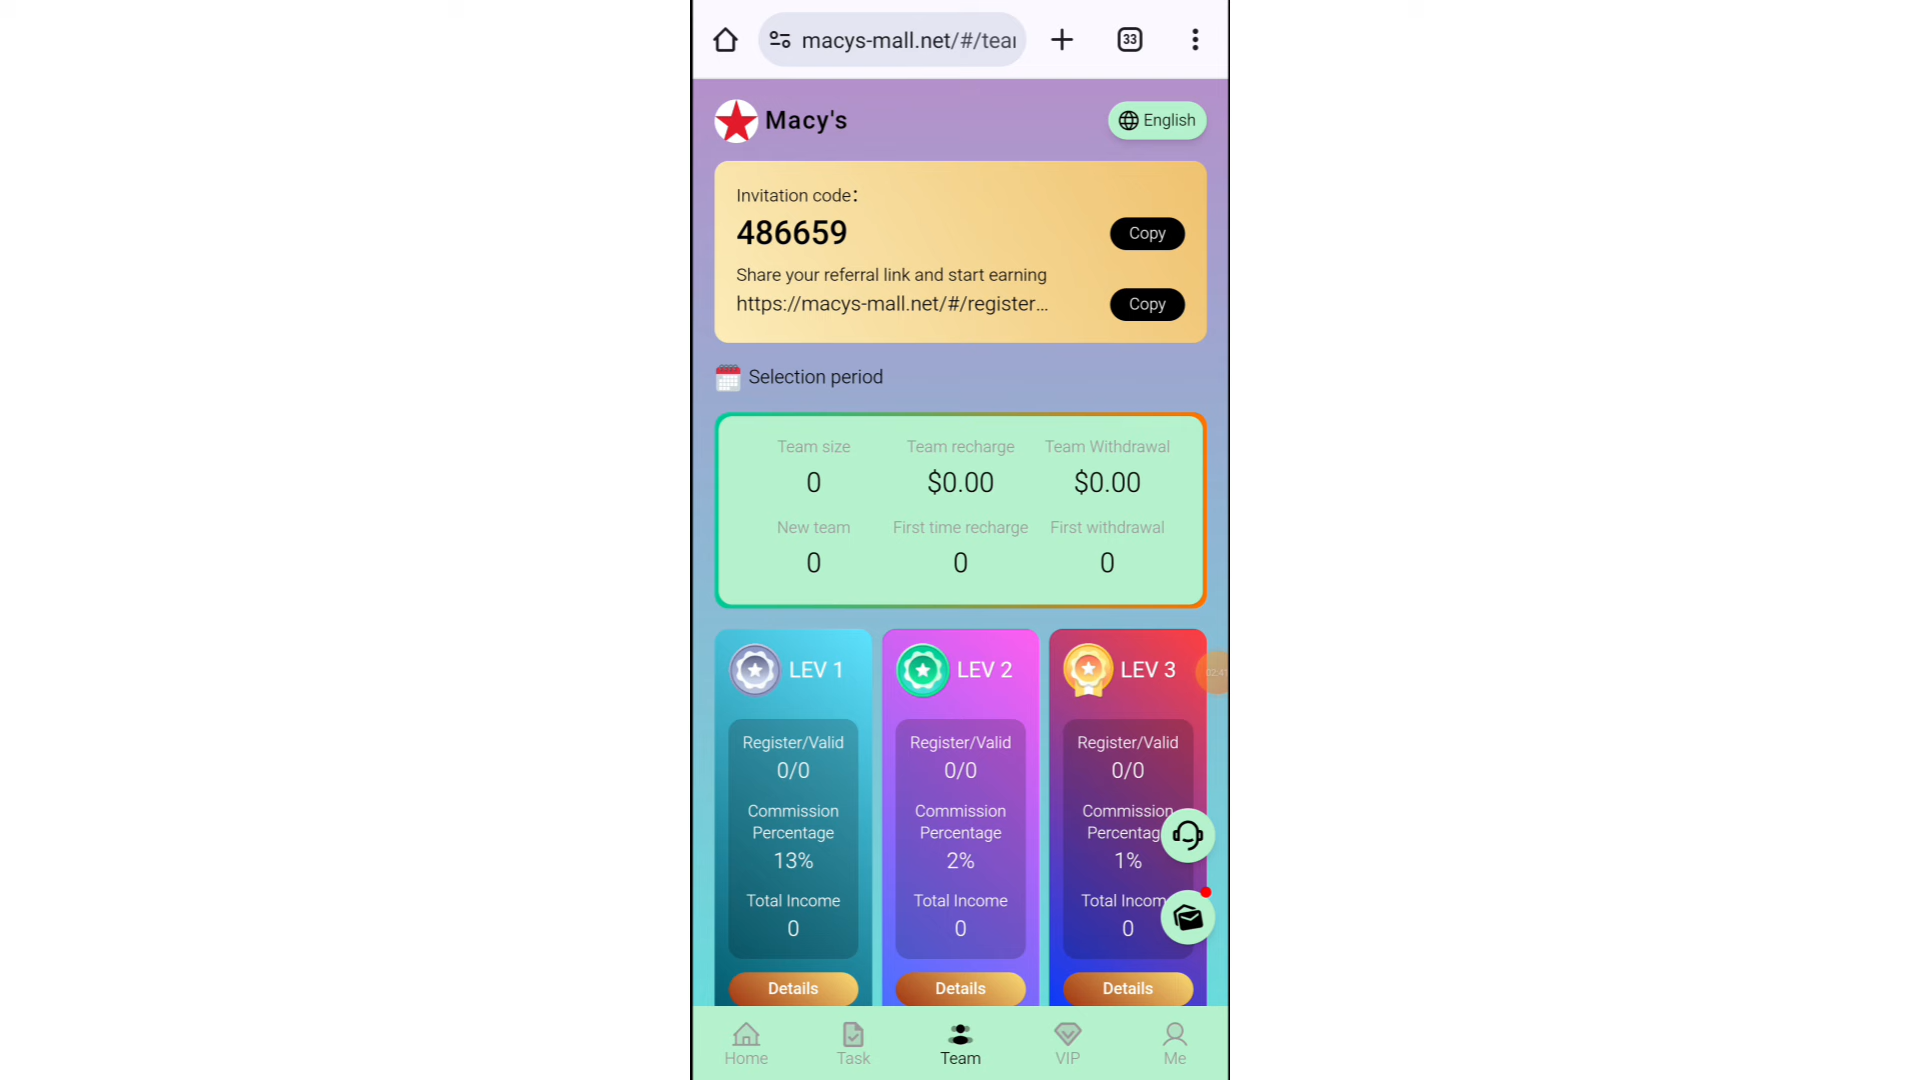 macys-mall.net/#/tear
33
Macy's
English
Invitation code：
486659
Copy
Share your referral link and start earning
https://macys-mall.net/#/register...
Copy
Selection period
Team size
Team recharge
Team Withdrawal
0
$0.00
$0.00
New team
First time recharge
First withdrawal
0
0
0
LEV 1
LEV 2
LEV 3
Register/Valid
0/0
Commission
Percentage
13%
Total Income
0
Details
Register/Valid
0/0
Commission
Percentage
2%
Total Income
0
Details
Register/Valid
0/0
Commission
Percentag
1%
Total Incom
0
Details
Home
Task
Team
VIP
Me